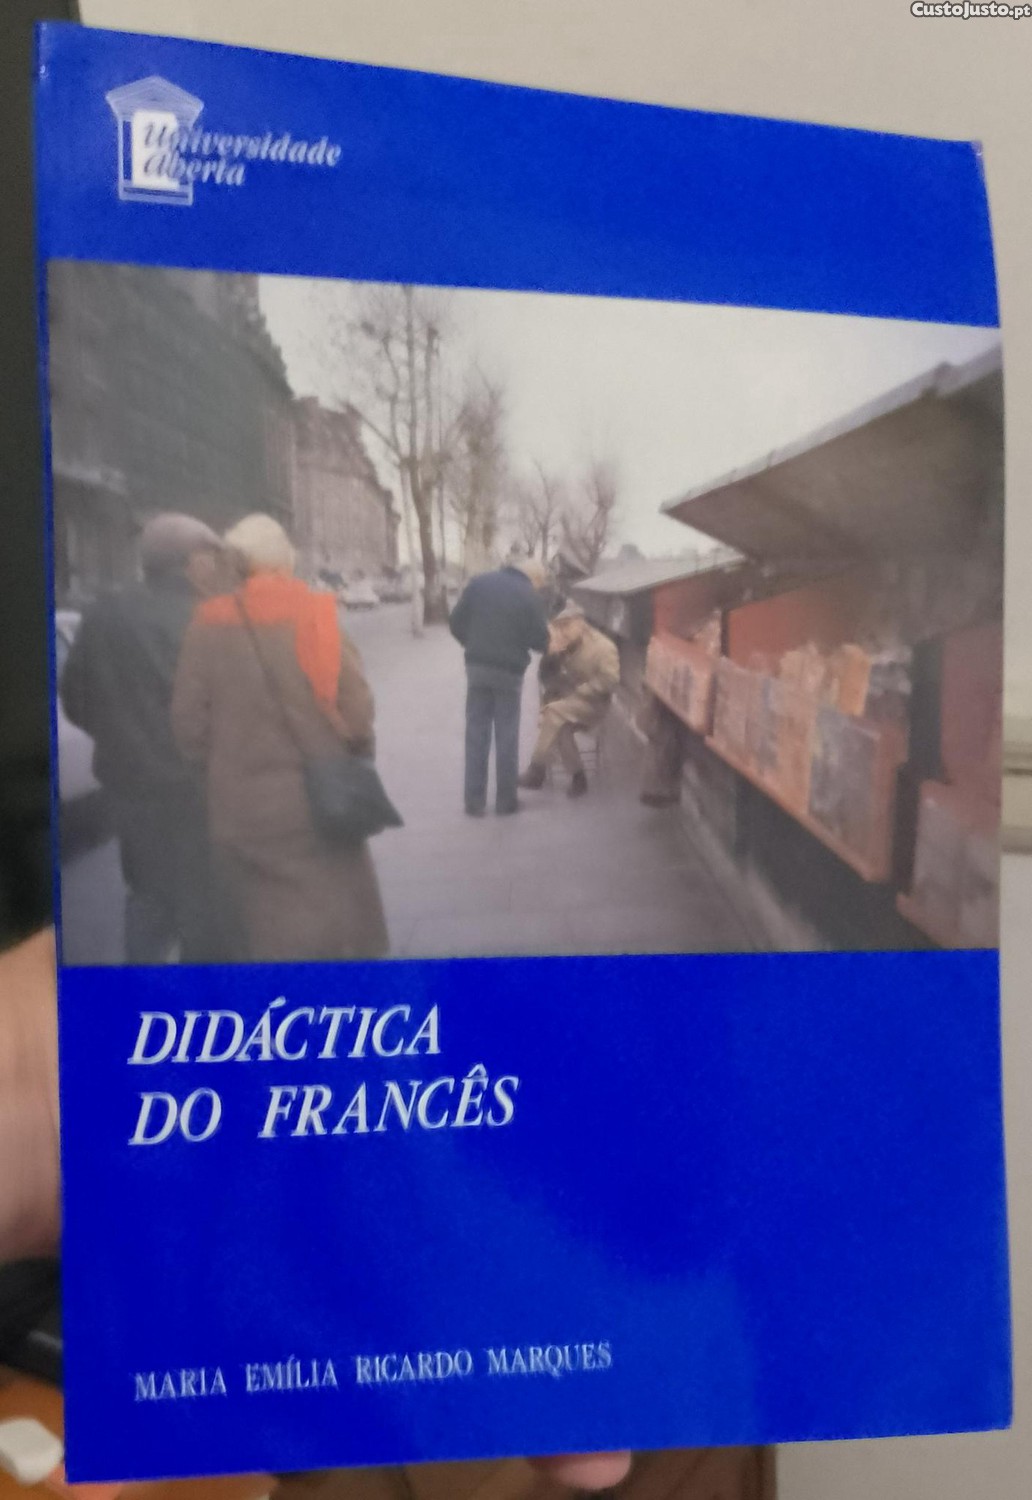 CustoJusto.pt
Universidade
Aberta
DIDÁCTICA
DO FRANCÊS
MARIA EMÍLIA RICARDO MARQUES